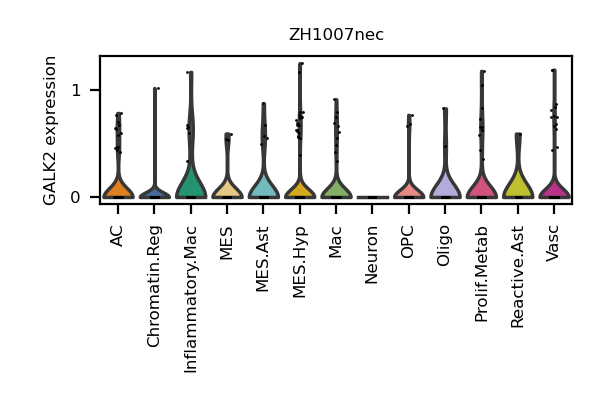 ZH1007nec
GALK2 expression
1
0
AC
Chromatin.Reg
Inflammatory.Mac
MES
MES.Ast
MES.Hyp
Mac
Neuron
OPC
Oligo
Prolif.Metab
Reactive.Ast
Vasc